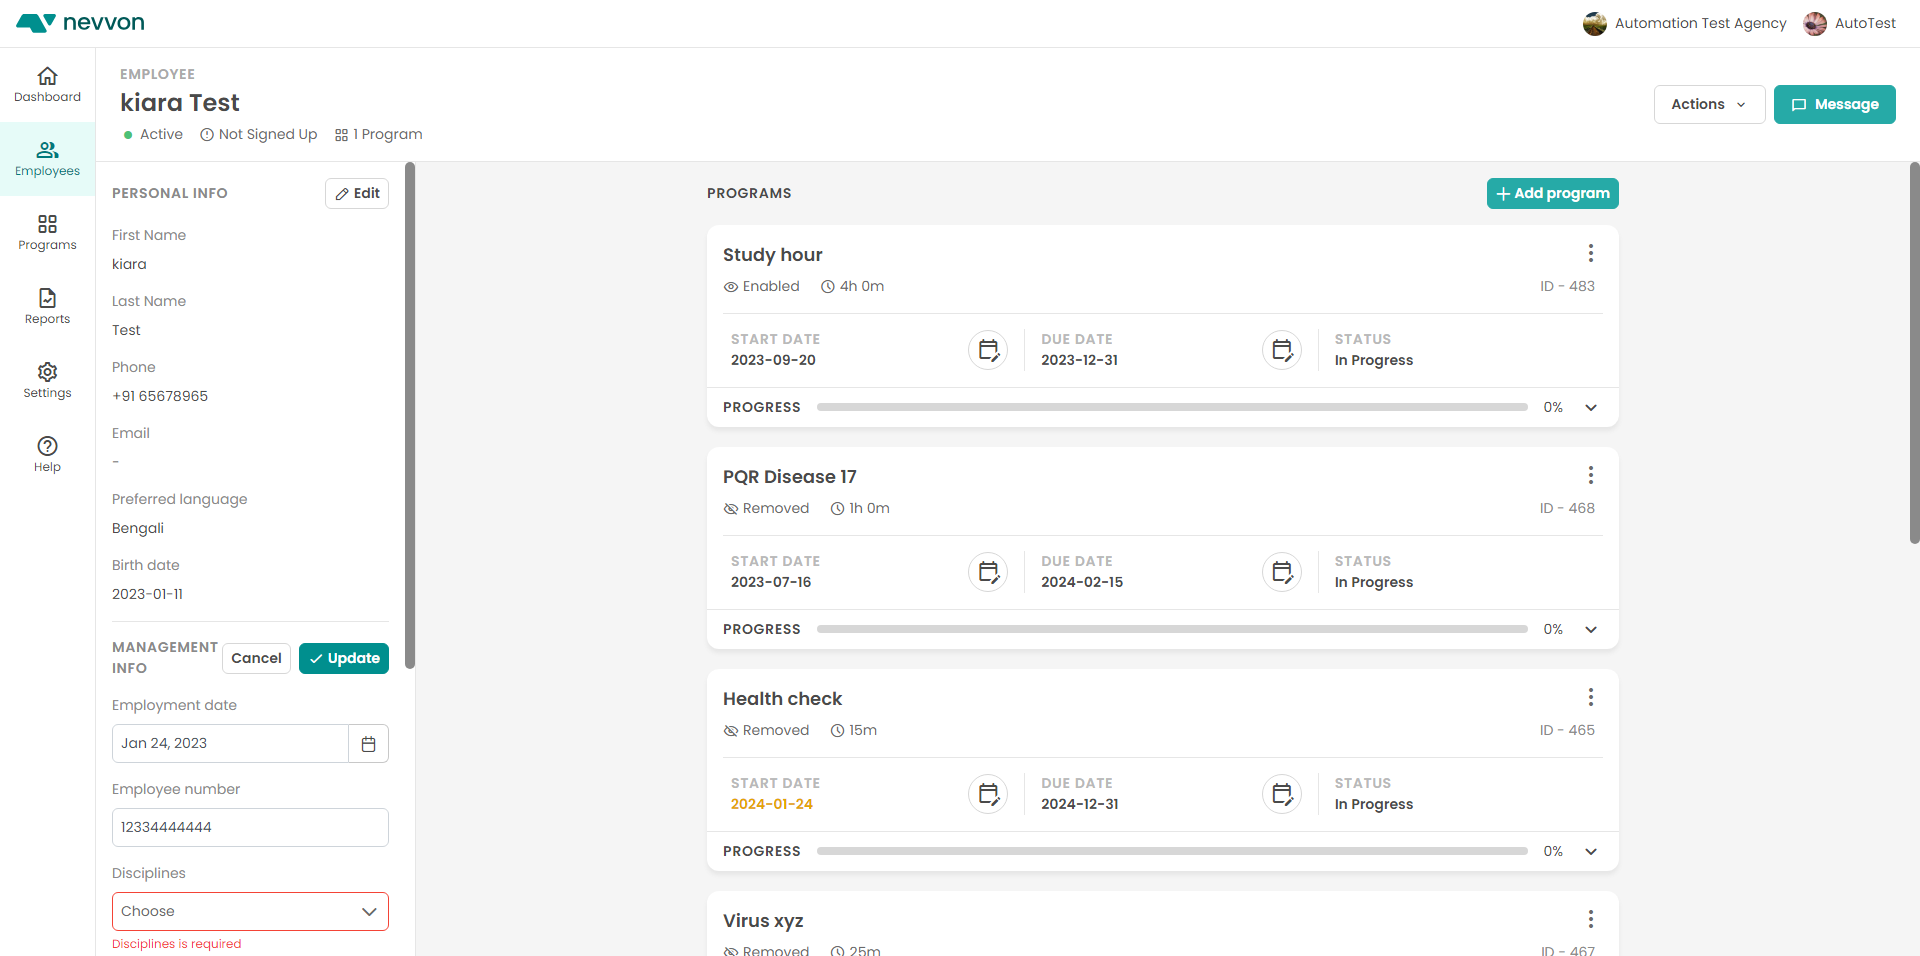 nevvon
Automation Test Agency
AutoTest
Dashboard
Employees
Programs
Reports
Settings
Help
EMPLOYEE
kiara Test
Active
Not Signed Up
1 Program
Actions
Message
PERSONAL INFO
Edit
First Name
kiara
Last Name
Test
Phone
+91 65678965
Email
-
Preferred language
Bengali
Birth date
2023-01-11
MANAGEMENT
INFO
Cancel
Update
Employment date
Jan 24, 2023
Employee number
12334444444
Disciplines
Choose
Disciplines is required
PROGRAMS
Add program
Study hour
Enabled 4h 0m ID - 483
START DATE DUE DATE STATUS
2023-09-20 2023-12-31 In Progress
PROGRESS 0%
PQR Disease 17
Removed 1h 0m ID - 468
START DATE DUE DATE STATUS
2023-07-16 2024-02-15 In Progress
PROGRESS 0%
Health check
Removed 15m ID - 465
START DATE DUE DATE STATUS
2024-01-24 2024-12-31 In Progress
PROGRESS 0%
Virus xyz
Removed 25m ID - 467